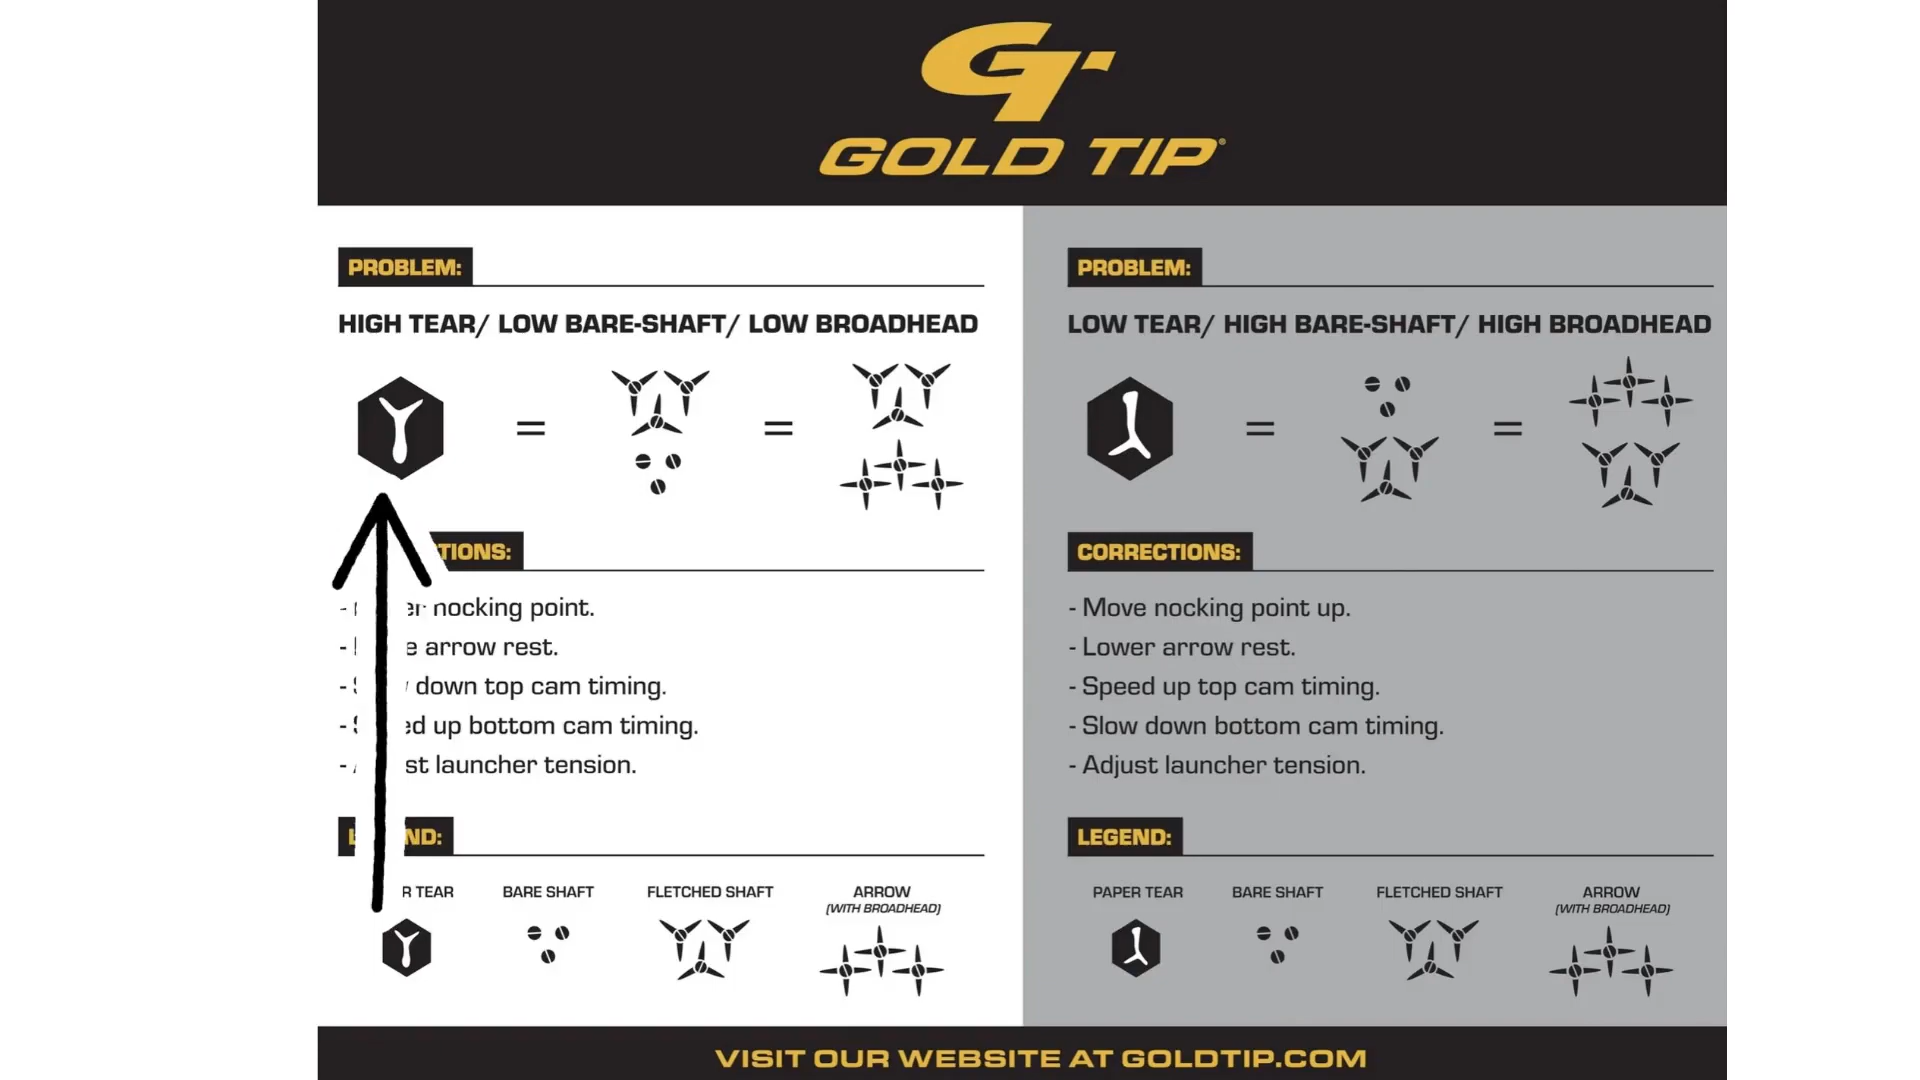 GT
GOLD TIP®
PROBLEM:
HIGH TEAR/ LOW BARE-SHAFT/ LOW BROADHEAD
=
=
TIONS:
- er nocking point.
- e arrow rest.
- down top cam timing.
- ed up bottom cam timing.
- st launcher tension.
ND:
R TEAR
BARE SHAFT
FLETCHED SHAFT
ARROW
(WITH BROADHEAD)
PROBLEM:
LOW TEAR/ HIGH BARE-SHAFT/ HIGH BROADHEAD
=
=
CORRECTIONS:
- Move nocking point up.
- Lower arrow rest.
- Speed up top cam timing.
- Slow down bottom cam timing.
- Adjust launcher tension.
LEGEND:
PAPER TEAR
BARE SHAFT
FLETCHED SHAFT
ARROW
(WITH BROADHEAD)
VISIT OUR WEBSITE AT GOLDTIP.COM